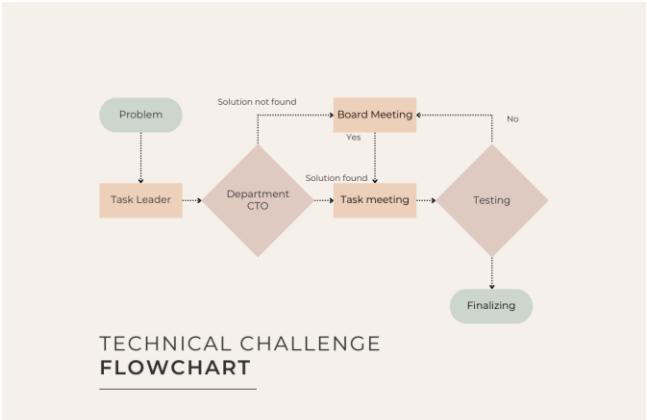 Solution not found
Problem
Board Meeting
No
Yes
Solution found
Task Leader
Department
CTO
Task meeting
Testing
Finalizing
TECHNICAL CHALLENGE
FLOWCHART